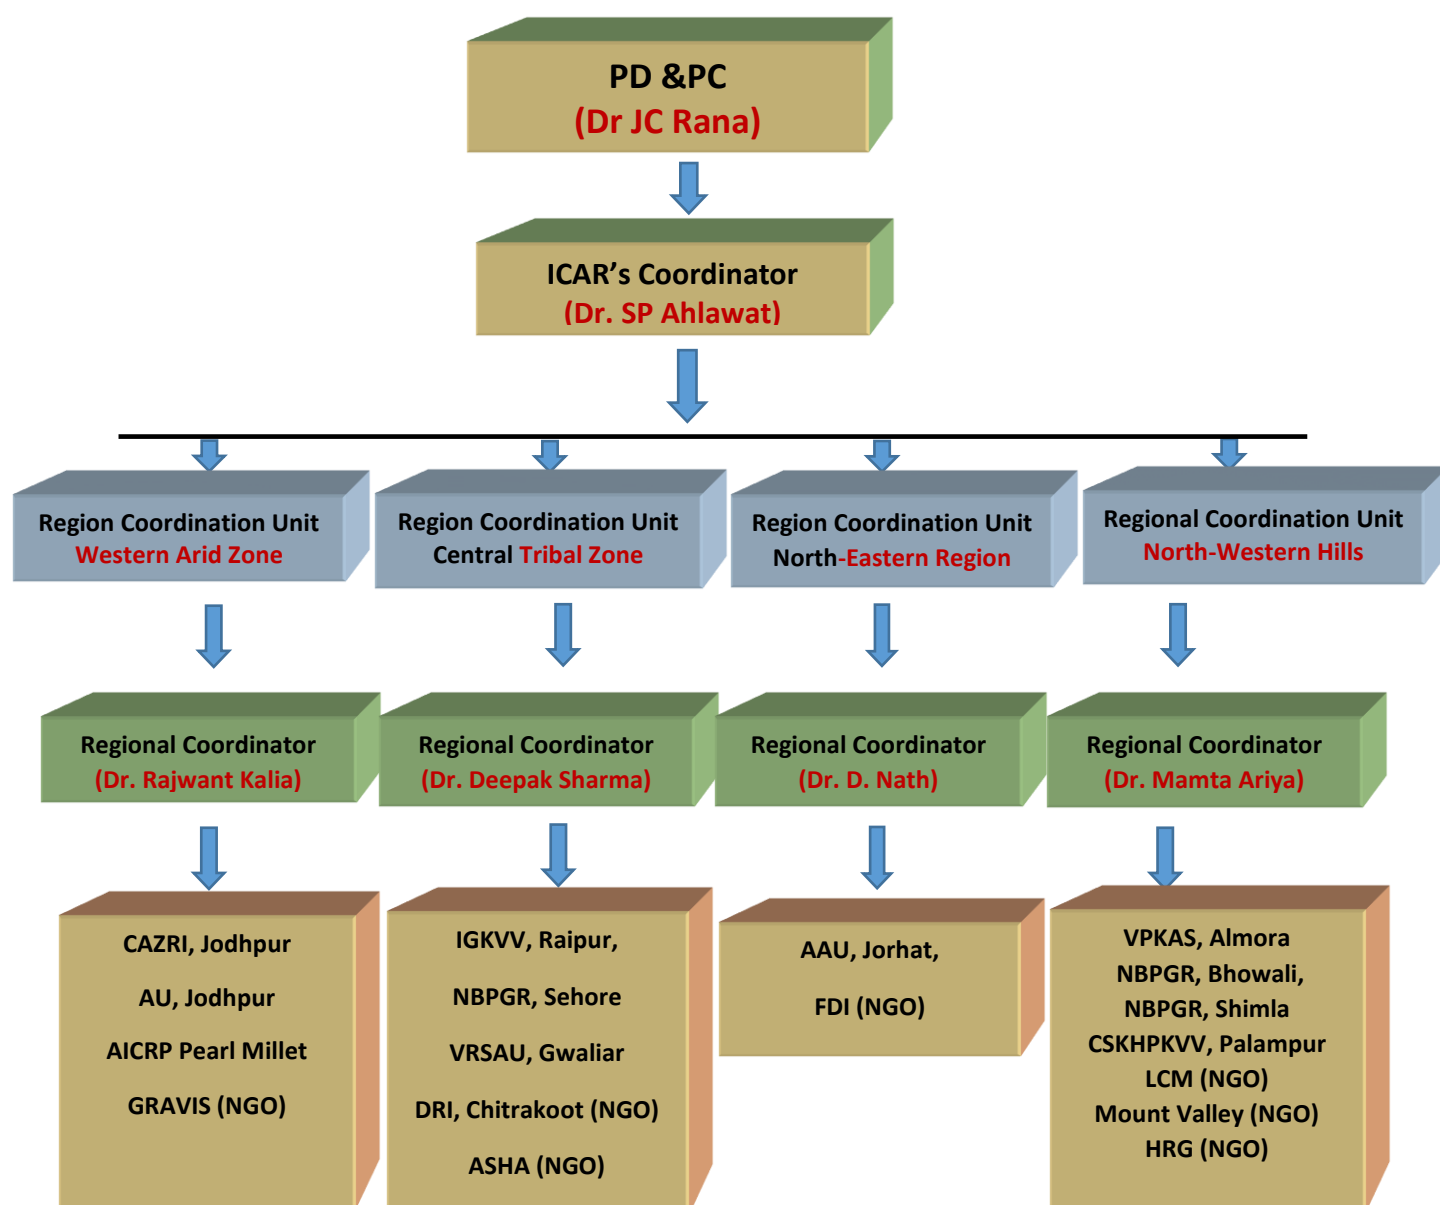 PD &PC
(Dr JC Rana)
ICAR’s Coordinator
(Dr. SP Ahlawat)
Region Coordination Unit
Western Arid Zone
Region Coordination Unit
Central Tribal Zone
Region Coordination Unit
North-Eastern Region
Regional Coordination Unit
North-Western Hills
Regional Coordinator
(Dr. Rajwant Kalia)
Regional Coordinator
(Dr. Deepak Sharma)
Regional Coordinator
(Dr. D. Nath)
Regional Coordinator
(Dr. Mamta Ariya)
CAZRI, Jodhpur
AU, Jodhpur
AICRP Pearl Millet
GRAVIS (NGO)
IGKVV, Raipur,
NBPGR, Sehore
VRSAU, Gwaliar
DRI, Chitrakoot (NGO)
ASHA (NGO)
AAU, Jorhat,
FDI (NGO)
VPKAS, Almora
NBPGR, Bhowali,
NBPGR, Shimla
CSKHPKVV, Palampur
LCM (NGO)
Mount Valley (NGO)
HRG (NGO)